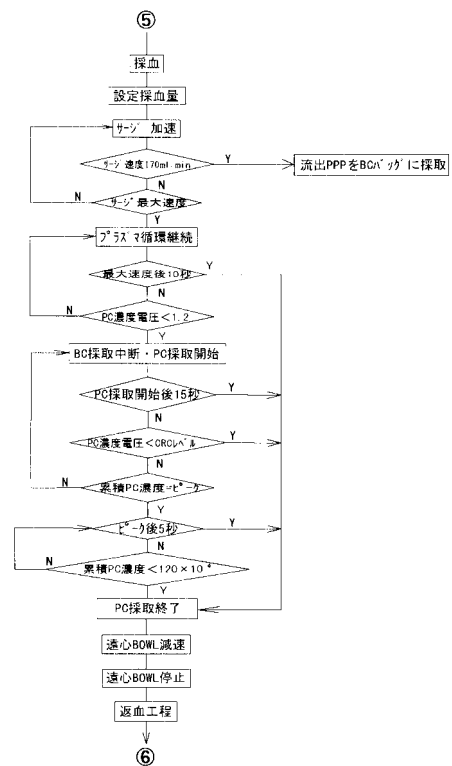 ⑤
採血
設定採血量
ｻｰｼﾞ 加速
ｻｰｼﾞ速度170ml.min
Y
流出PPPをBCﾊﾞｯｸﾞに採取
N
N
ｻｰｼﾞ最大速度
Y
ﾌﾟﾗｽﾞﾏ循環継続
最大速度後10秒
Y
N
N
PC濃度電圧＜1.2
Y
BC採取中断・PC採取開始
PC採取開始後15秒
Y
N
PC濃度電圧＜CRCﾚﾍﾞﾙ
Y
N
N
累積PC濃度=ﾋﾟｰｸ
Y
ﾋﾟｰｸ後5秒
Y
N
N
累積PC濃度＜120×10
Y
PC採取終了
遠心BOWL減速
遠心BOWL停止
返血工程
⑥